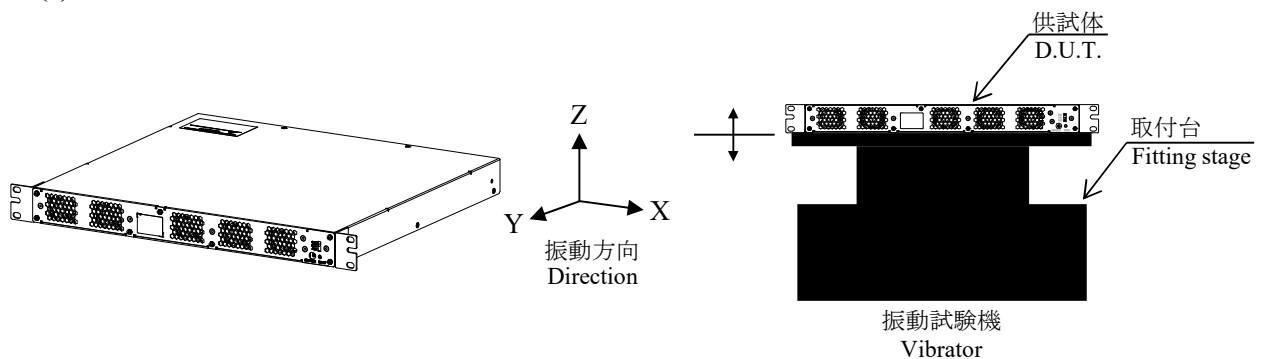 供試体
D.U.T.
Z
取付台
Fitting stage
Y
X
振動方向
Direction
振動試験機
Vibrator